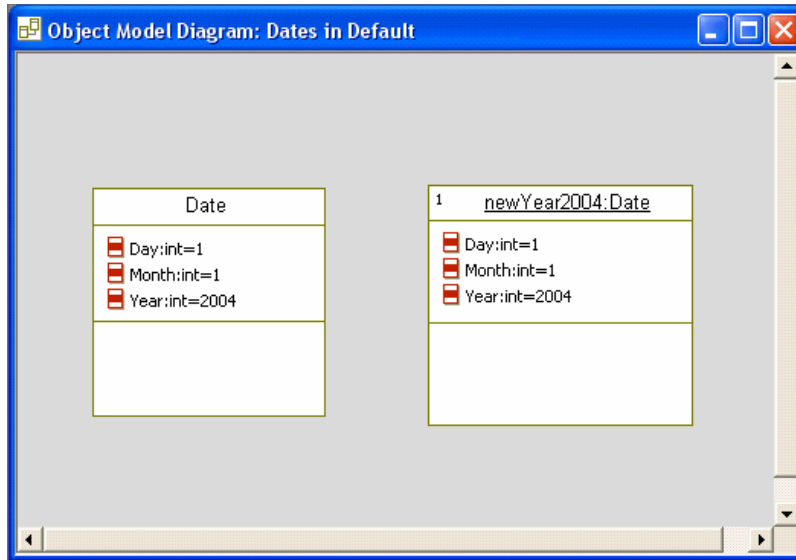 Object Model Diagram: Dates in Default
Date
Day:int=1
Month:int=1
Year:int=2004
1 newYear2004:Date
Day:int=1
Month:int=1
Year:int=2004